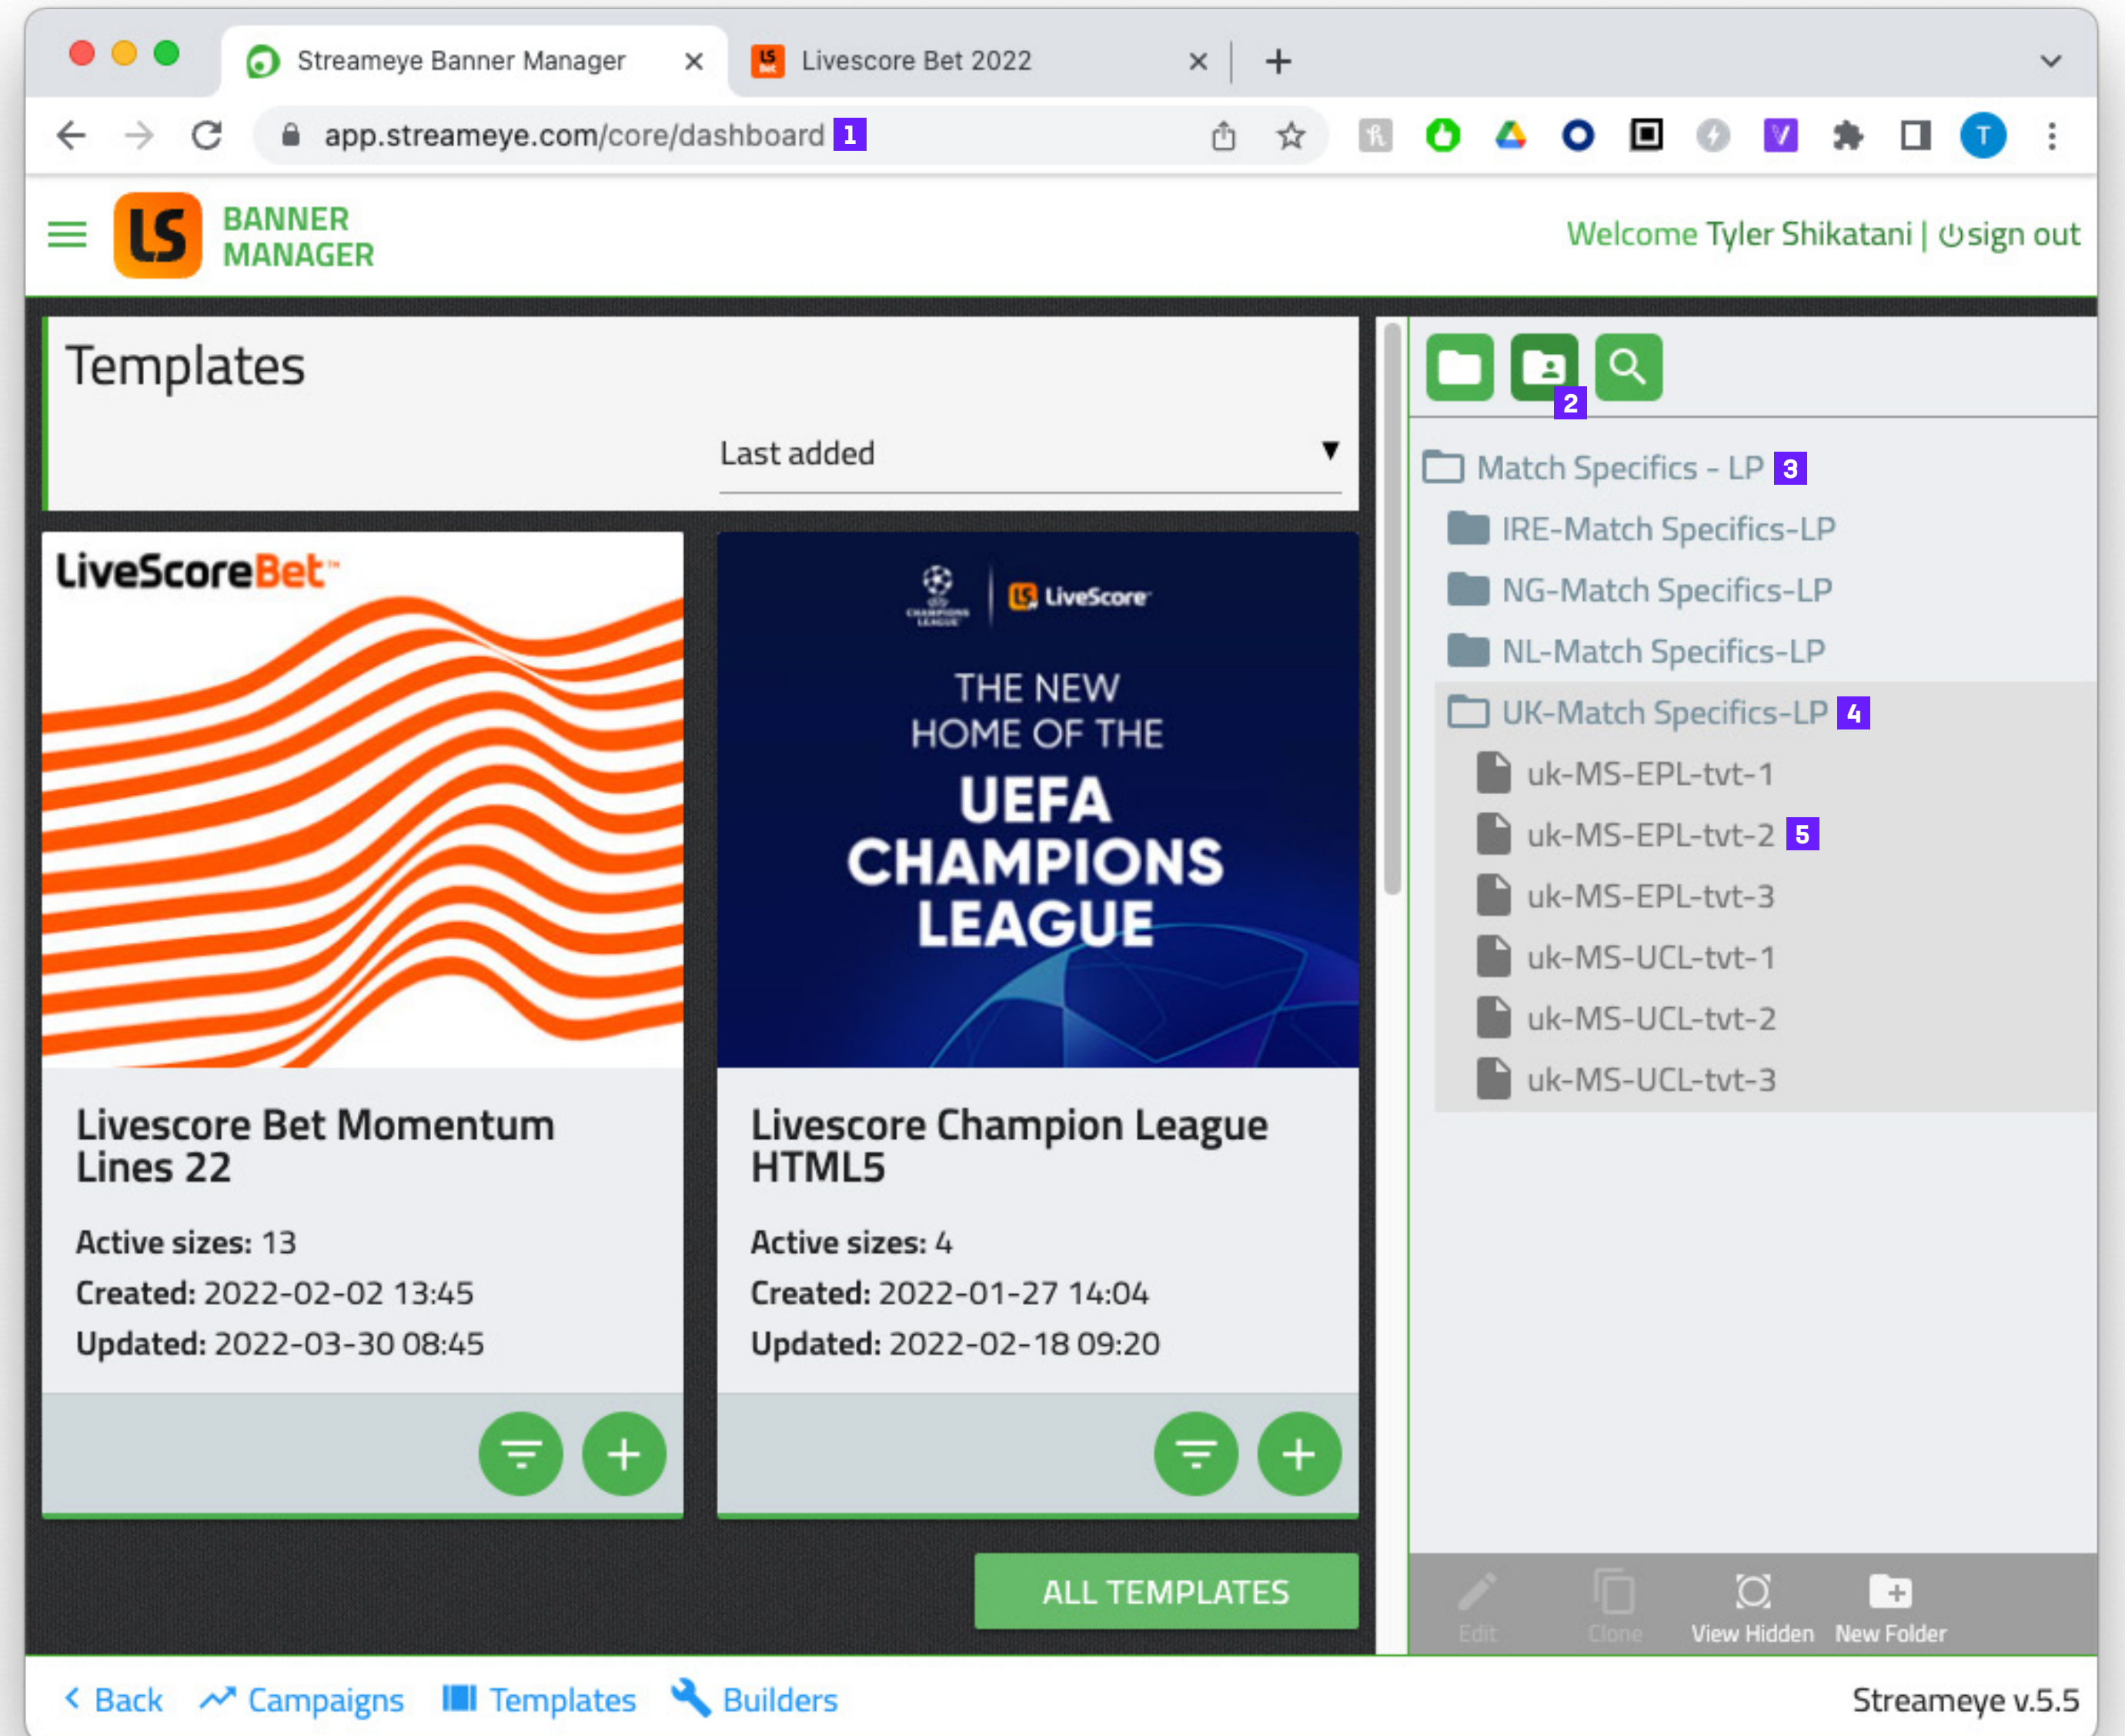 Streameye Banner Manager
LS
Bet
Livescore Bet 2022
app.streameye.com/core/dashboard 1
T
LS
BANNER
MANAGER
Welcome Tyler Shikatani | sign out
Templates
Last added
LiveScoreBet™
CHAMPIONS
LEAGUE
LS LiveScore
THE NEW
HOME OF THE
UEFA
CHAMPIONS
LEAGUE
Livescore Bet Momentum
Lines 22
Active sizes: 13
Created: 2022-02-02 13:45
Updated: 2022-03-30 08:45
Livescore Champion League
HTML5
Active sizes: 4
Created: 2022-01-27 14:04
Updated: 2022-02-18 09:20
ALL TEMPLATES
2
Match Specifics - LP 3
IRE-Match Specifics-LP
NG-Match Specifics-LP
NL-Match Specifics-LP
UK-Match Specifics-LP 4
uk-MS-EPL-tvt-1
uk-MS-EPL-tvt-2 5
uk-MS-EPL-tvt-3
uk-MS-UCL-tvt-1
uk-MS-UCL-tvt-2
uk-MS-UCL-tvt-3
Edit
Clone
View Hidden
New Folder
Back
Campaigns
Templates
Builders
Streameye v.5.5